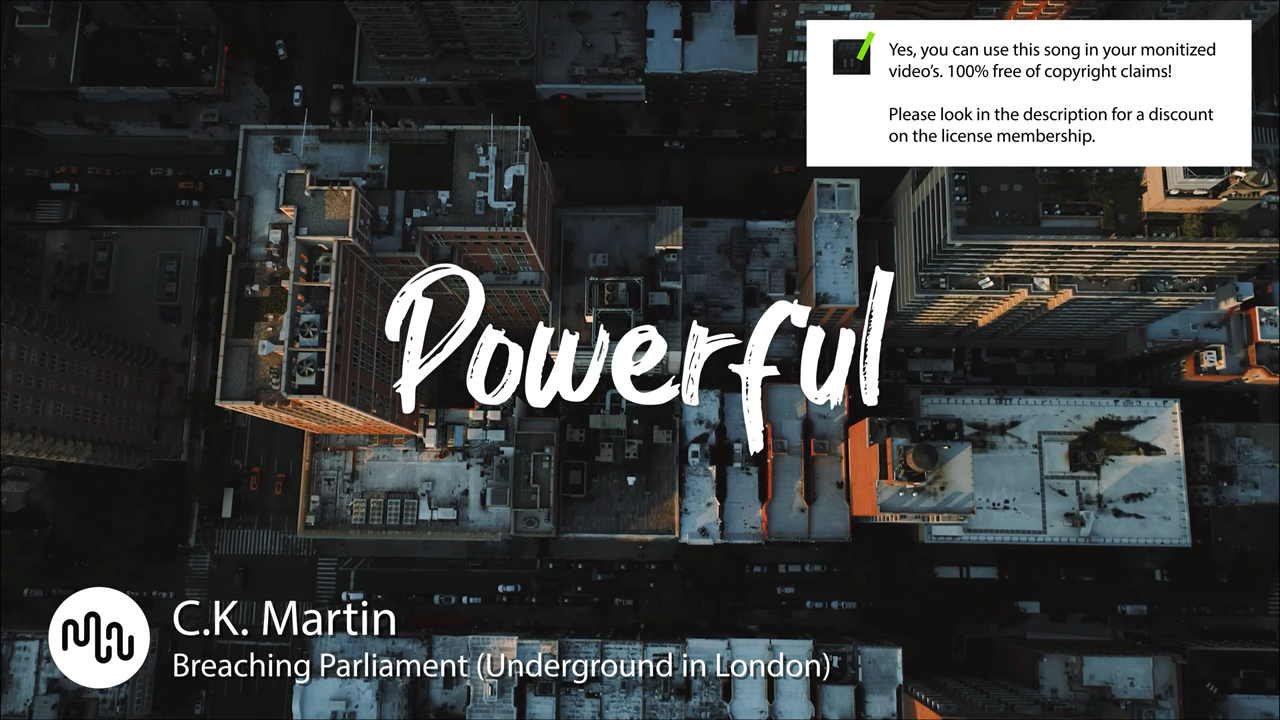 Yes, you can use this song in your monitized
video's. 100% free of copyright claims!
Please look in the description for a discount
on the license membership.
Powerful
C.K. Martin
Breaching Parliament (Underground in London)